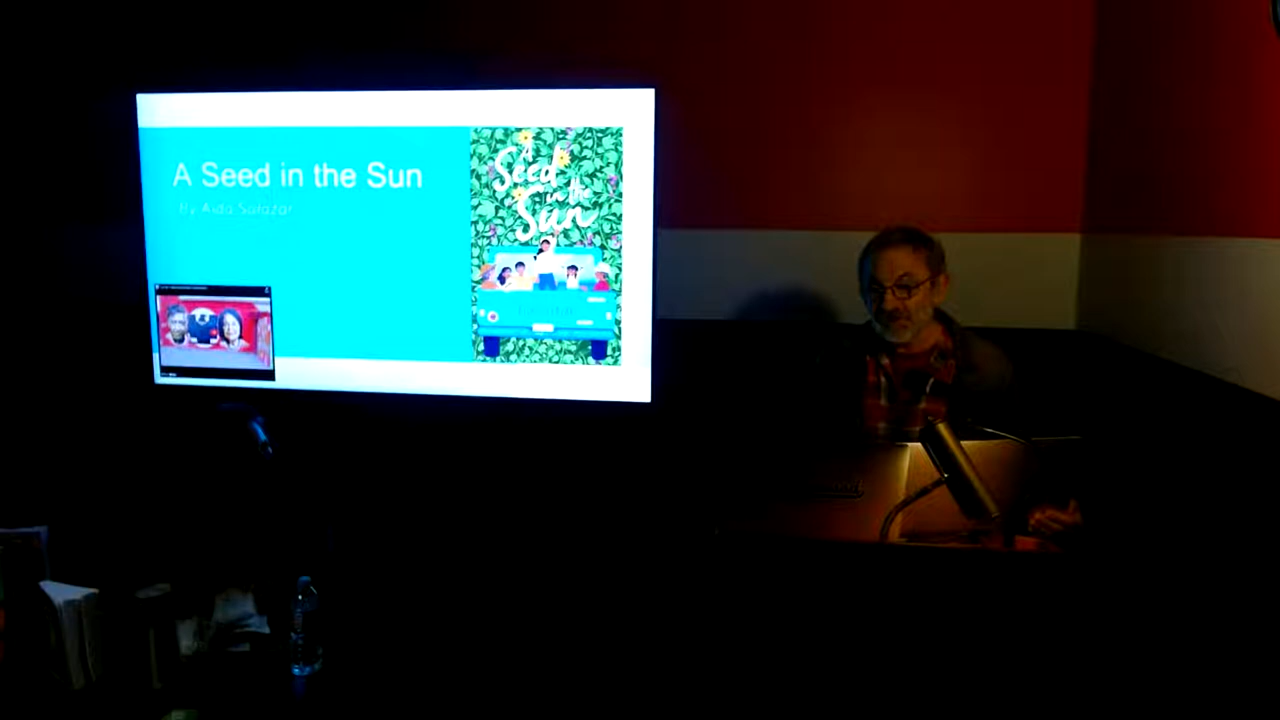 A Seed in the Sun
By Aida Salazar
A
Seed
in the
Sun